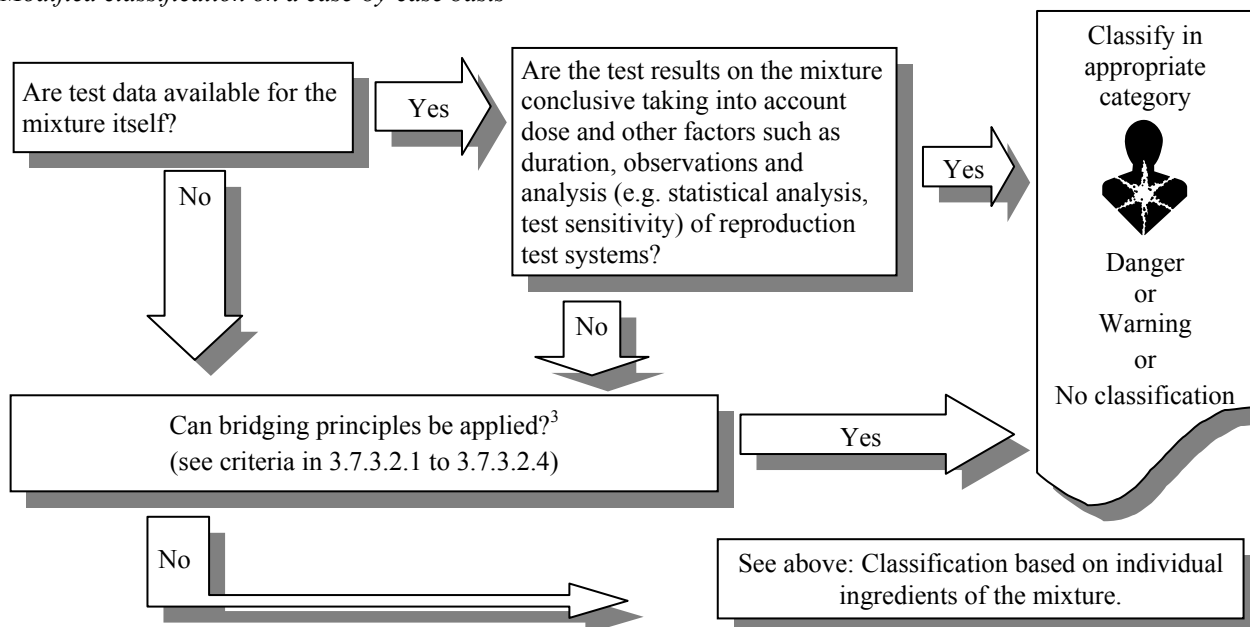 Modified classification on a case-by-case basis
Are test data available for the
mixture itself?
Yes
Are the test results on the mixture
conclusive taking into account
dose and other factors such as
duration, observations and
analysis (e.g. statistical analysis,
test sensitivity) of reproduction
test systems?
Yes
Classify in
appropriate
category
Danger
or
Warning
or
No classification
No
No
Can bridging principles be applied?³
(see criteria in 3.7.3.2.1 to 3.7.3.2.4)
Yes
No
See above: Classification based on individual
ingredients of the mixture.